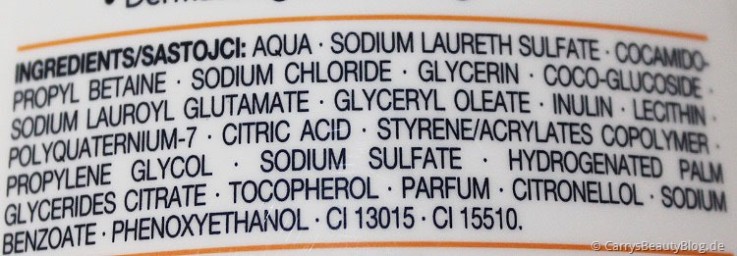 INGREDIENTS/SASTOJCI: AQUA · SODIUM LAURETH SULFATE · COCAMIDO-
PROPYL BETAINE · SODIUM CHLORIDE · GLYCERIN · COCO-GLUCOSIDE ·
SODIUM LAUROYL GLUTAMATE · GLYCERYL OLEATE · INULIN · LECITHIN ·
POLYQUATERNIUM-7 · CITRIC ACID · STYRENE/ACRYLATES COPOLYMER ·
PROPYLENE GLYCOL · SODIUM SULFATE · HYDROGENATED PALM
GLYCERIDES CITRATE · TOCOPHEROL · PARFUM · CITRONELLOL · SODIUM
BENZOATE · PHENOXYETHANOL · CI 13015 · CI 15510.
© CarrysBeautyBlog.de